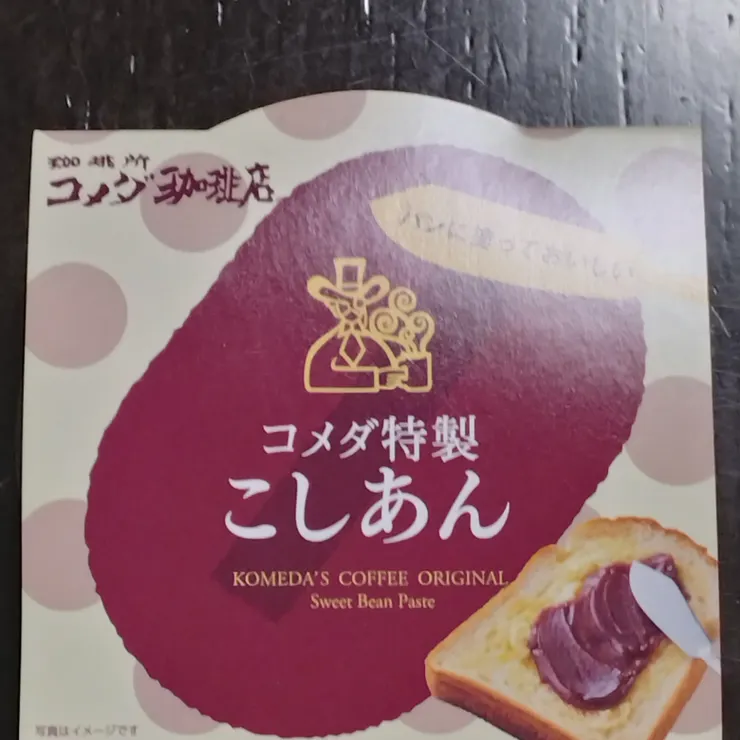 珈琲所
コメダ珈琲店
パンに塗っておいしい
コメダ特製
こしあん
KOMEDA'S COFFEE ORIGINAL
Sweet Bean Paste
写真はイメージです